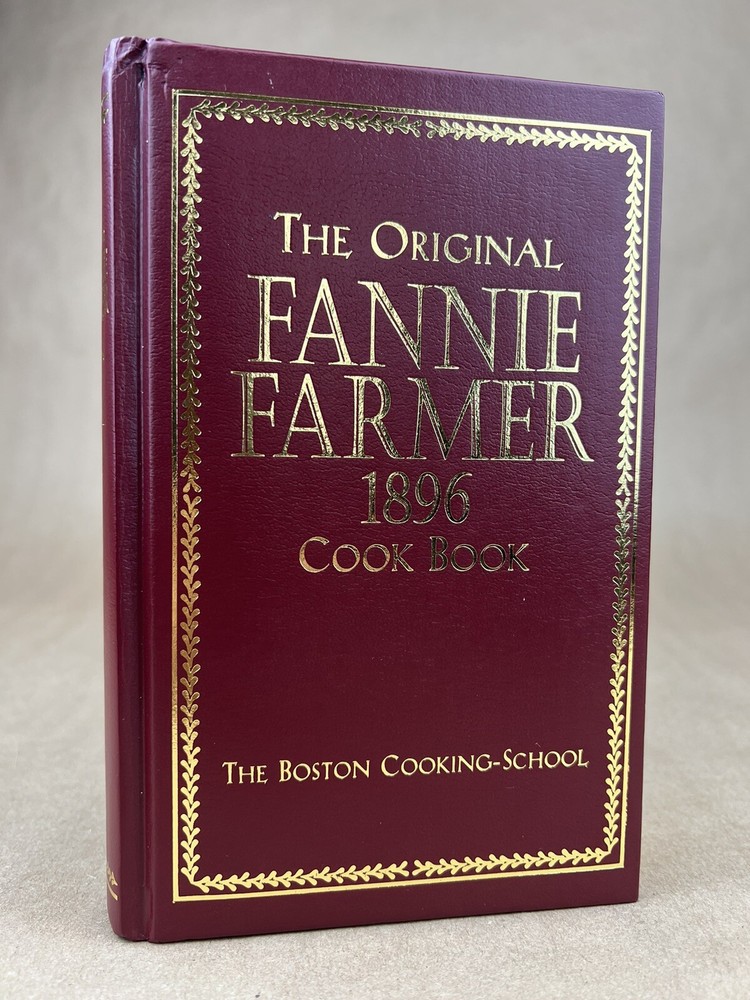 The Original
FANNIE
FARMER
1896
Cook Book
The Boston Cooking-School